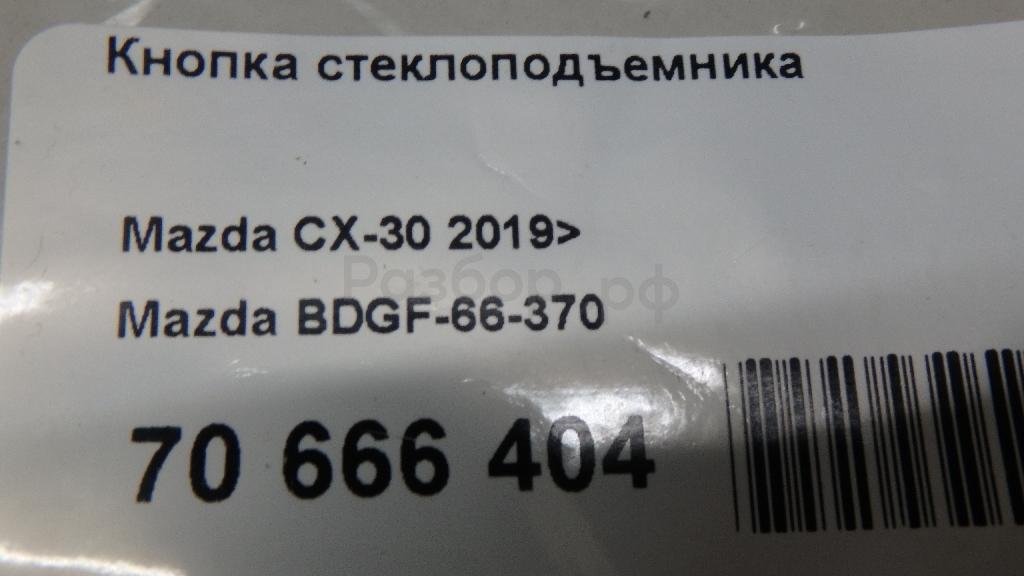 Кнопка стеклоподъемника
Mazda CX-30 2019>
Разбор.рф
Mazda BDGF-66-370
70 666 404